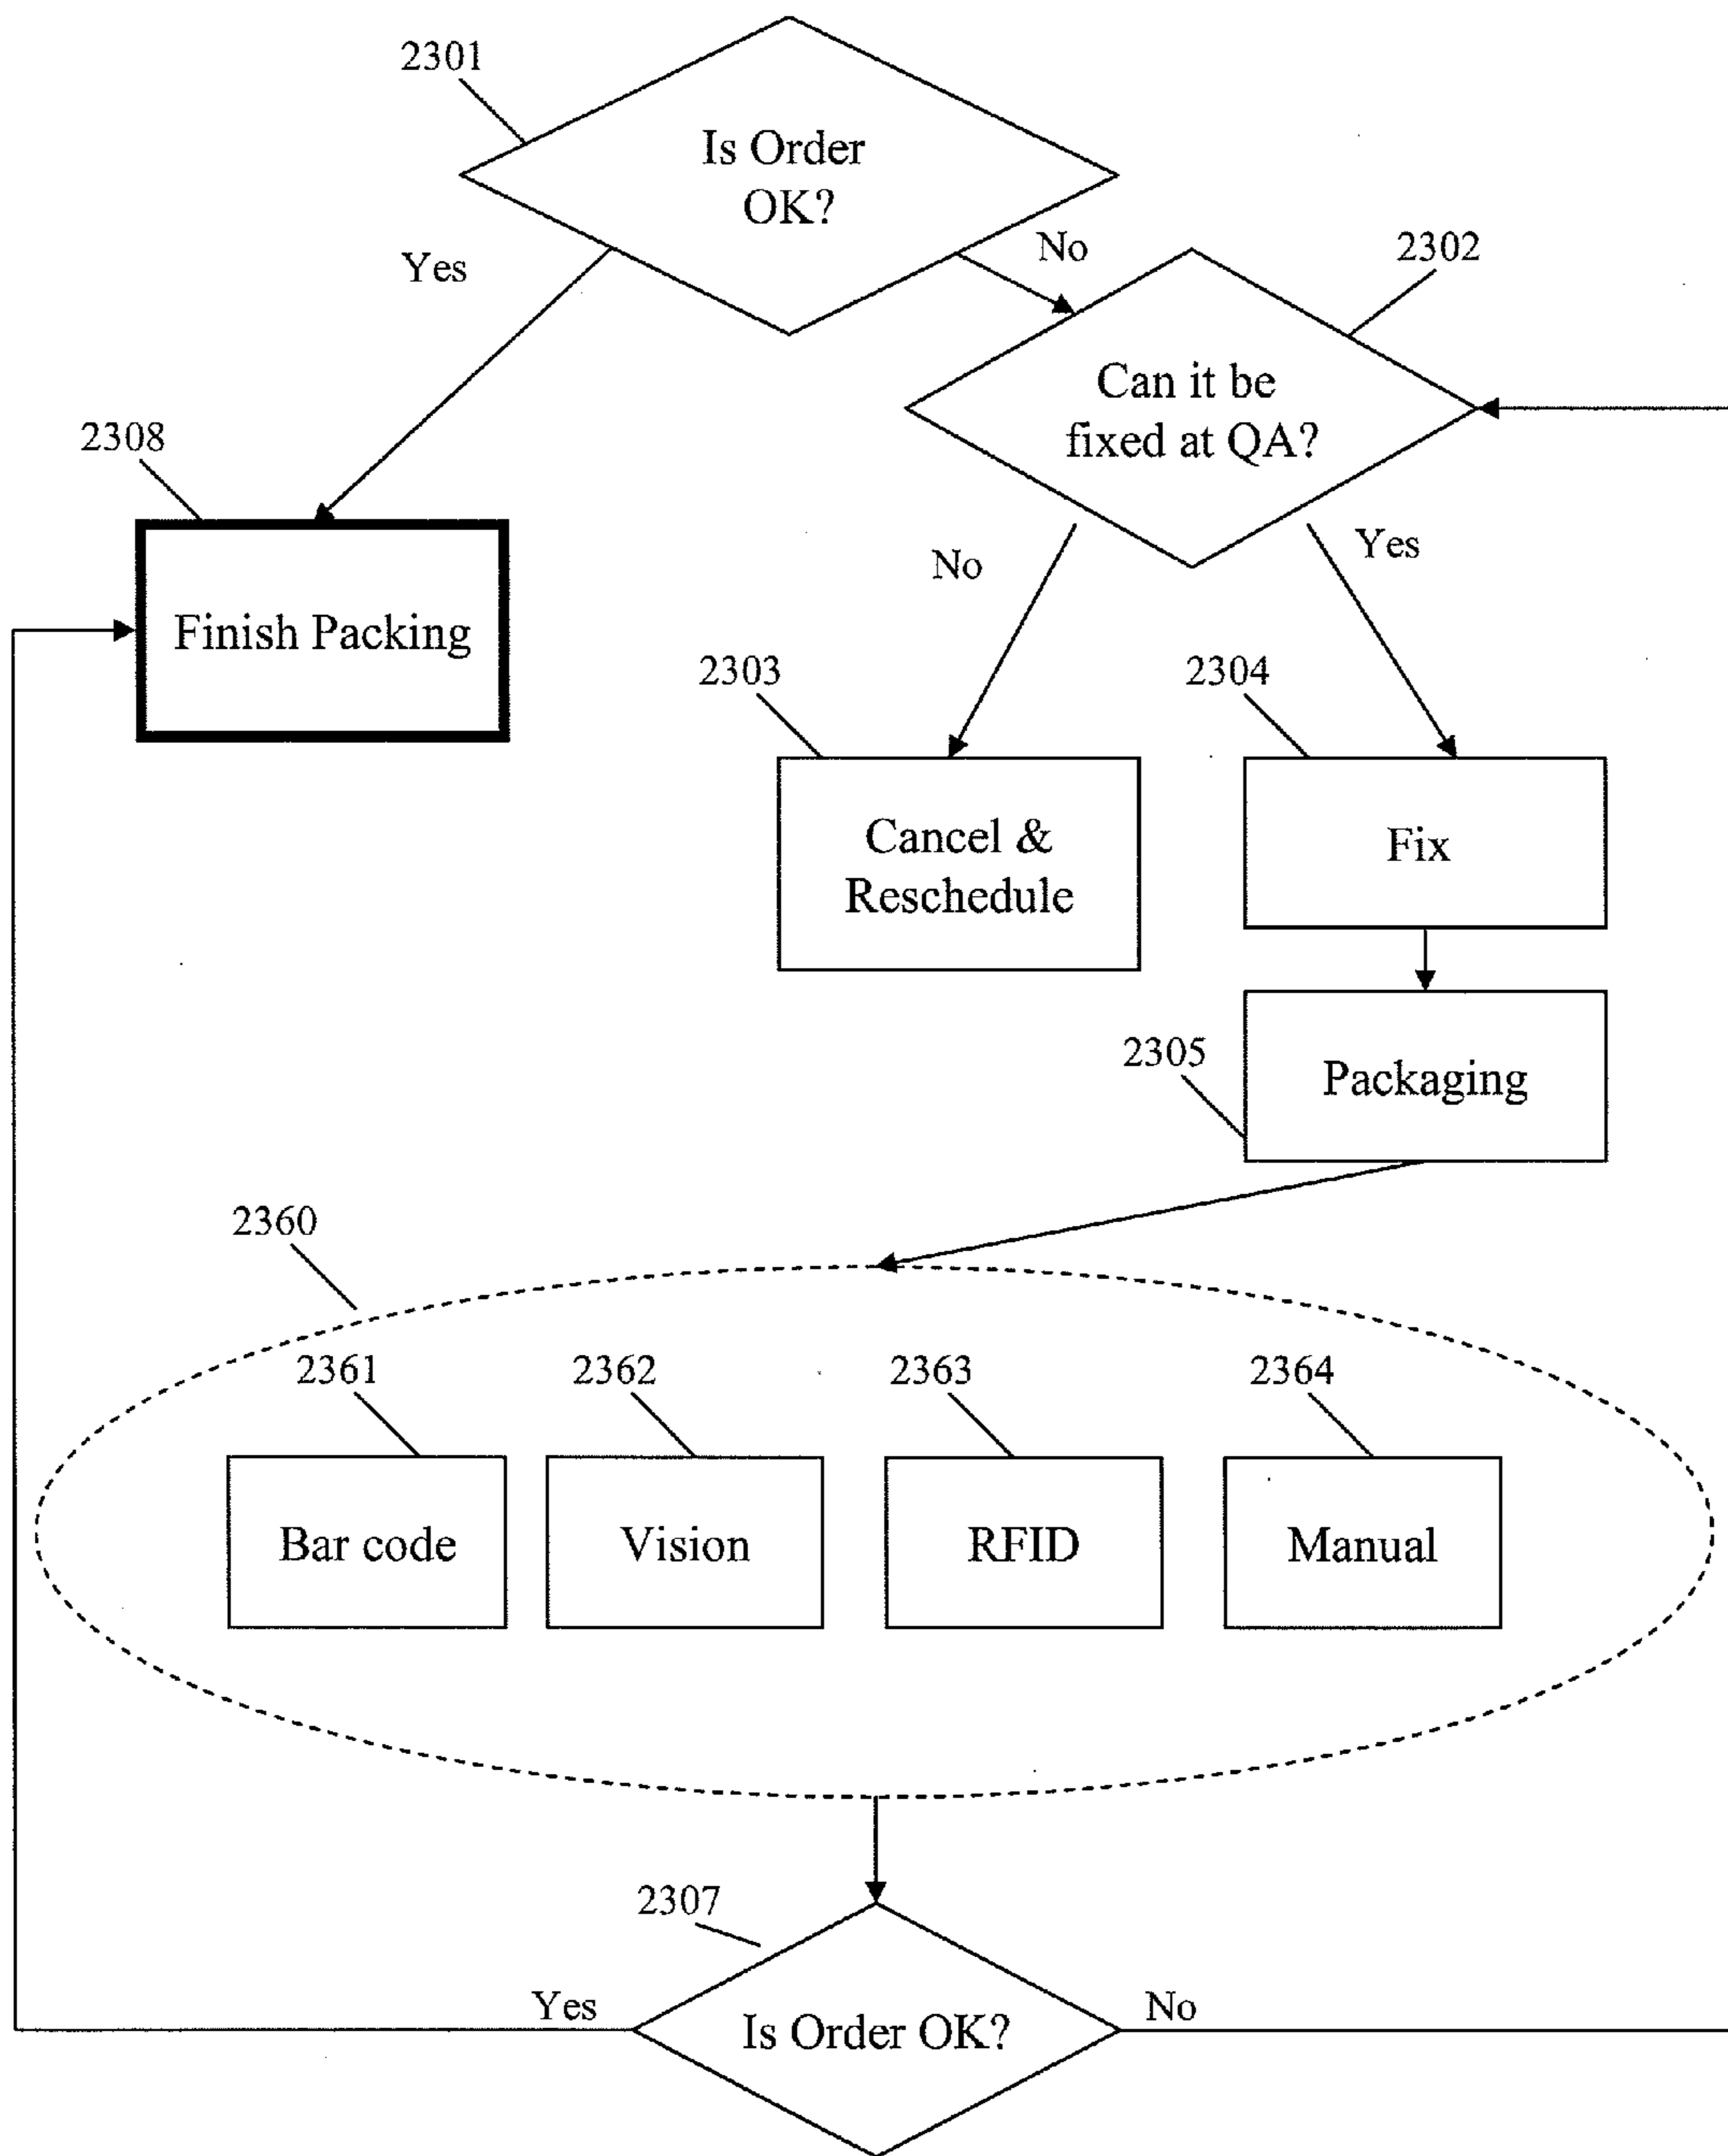 2301
Is Order
OK?
Yes
No
2302
Can it be
fixed at QA?
2308
Finish Packing
No
Yes
2303
2304
Cancel &
Reschedule
Fix
2305
Packaging
2360
2361
2362
2363
2364
Bar code
Vision
RFID
Manual
2307
Yes
Is Order OK?
No